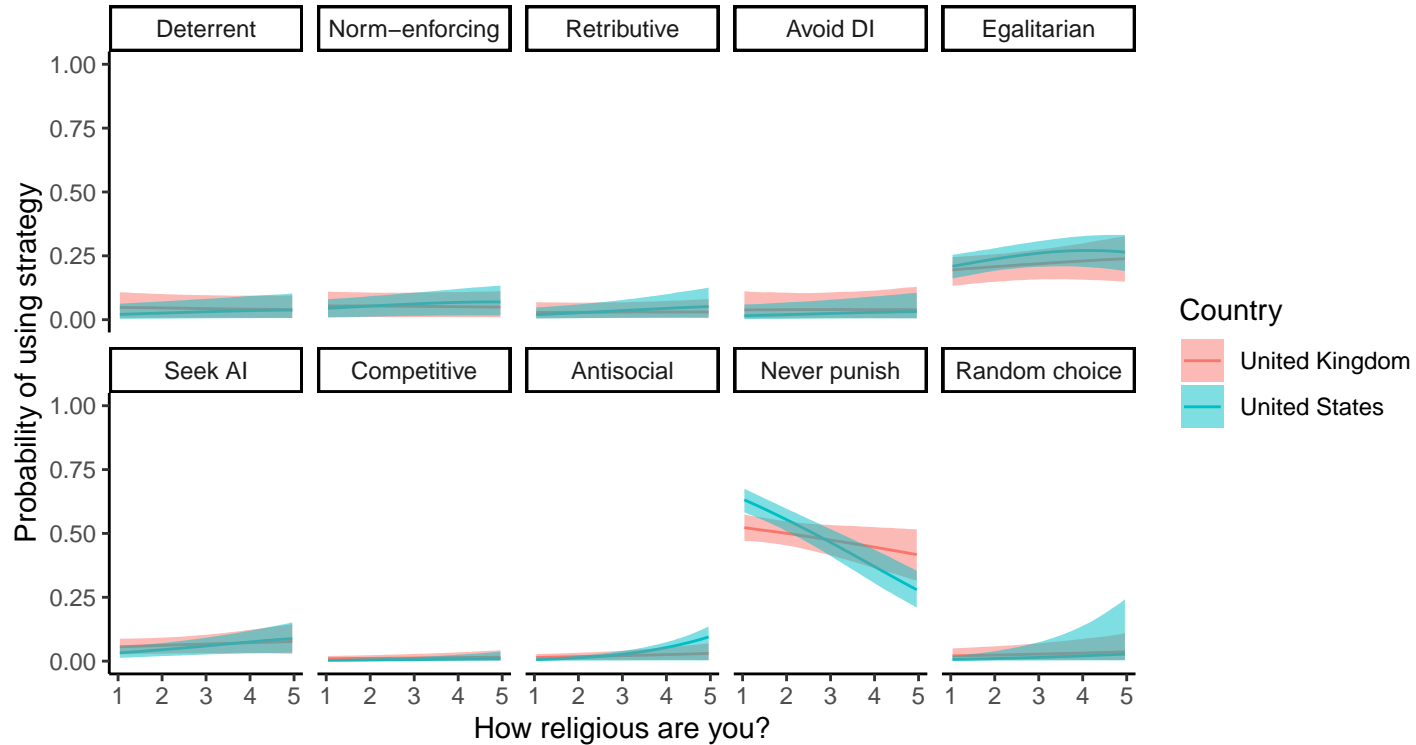 Deterrent Norm−enforcing Retributive Avoid DI Egalitarian
1.00
0.75
0.50
0.25
0.00
Seek AI Competitive Antisocial Never punish Random choice
1.00
0.75
0.50
0.25
0.00
1 2 3 4 5 1 2 3 4 5 1 2 3 4 5 1 2 3 4 5 1 2 3 4 5
How religious are you?
Probability of using strategy
Country
United Kingdom
United States